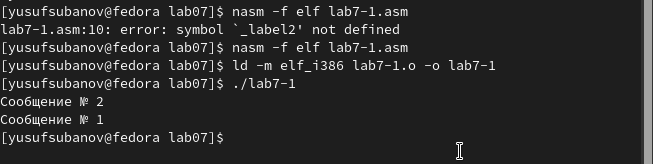 [yusufsubanov@fedora lab07]$ nasm -f elf lab7-1.asm
lab7-1.asm:10: error: symbol `_label2' not defined
[yusufsubanov@fedora lab07]$ nasm -f elf lab7-1.asm
[yusufsubanov@fedora lab07]$ ld -m elf_i386 lab7-1.o -o lab7-1
[yusufsubanov@fedora lab07]$ ./lab7-1
Сообщение № 2
Сообщение № 1
[yusufsubanov@fedora lab07]$